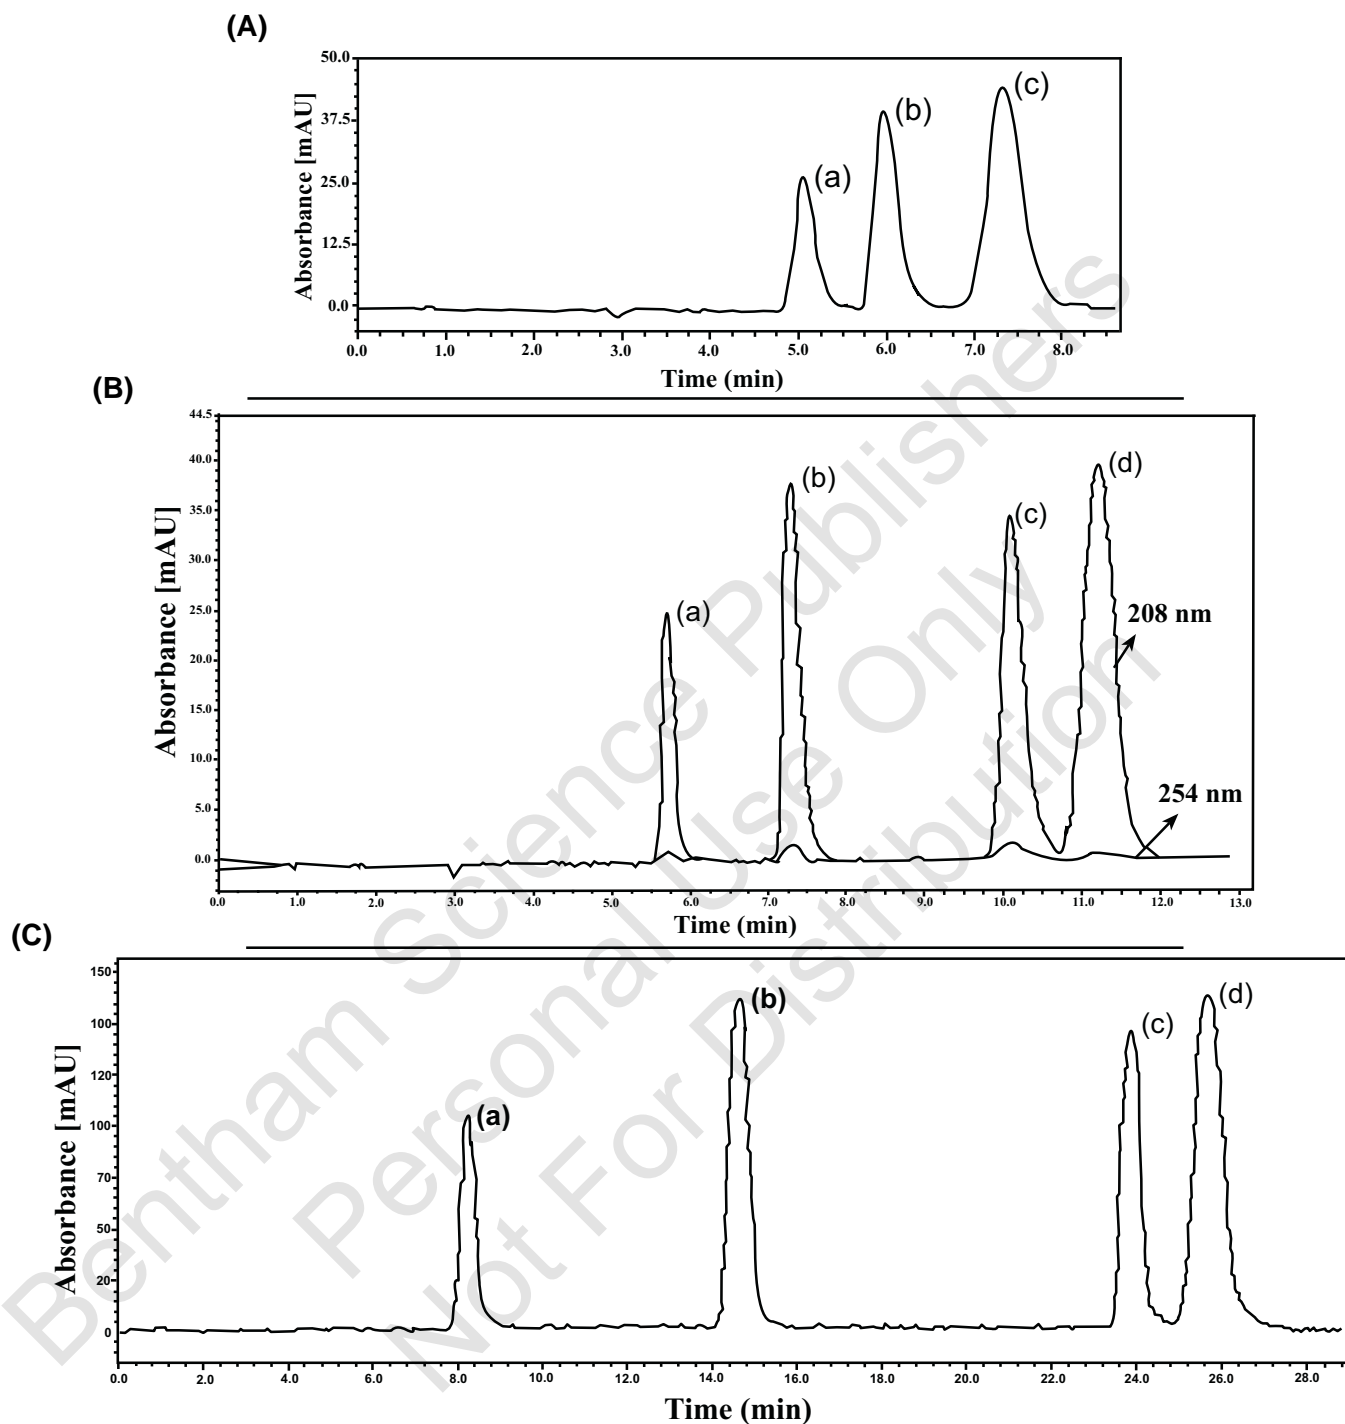 (A)
50.0
37.5
25.0
12.5
0.0
Absorbance [mAU]
(a)
(b)
(c)
0.0 1.0 2.0 3.0 4.0 5.0 6.0 7.0 8.0
Time (min)
(B)
44.5
40.0
35.0
30.0
25.0
20.0
15.0
10.0
5.0
0.0
Absorbance [mAU]
(a)
(b)
(c)
(d)
208 nm
254 nm
0.0 1.0 2.0 3.0 4.0 5.0 6.0 7.0 8.0 9.0 10.0 11.0 12.0 13.0
Time (min)
(C)
150
100
120
100
70
50
20
0
Absorbance [mAU]
(a)
(b)
(c)
(d)
0.0 2.0 4.0 6.0 8.0 10.0 12.0 14.0 16.0 18.0 20.0 22.0 24.0 26.0 28.0
Time (min)
Bentham Science Publishers
Personal Use Only
Not For Distribution